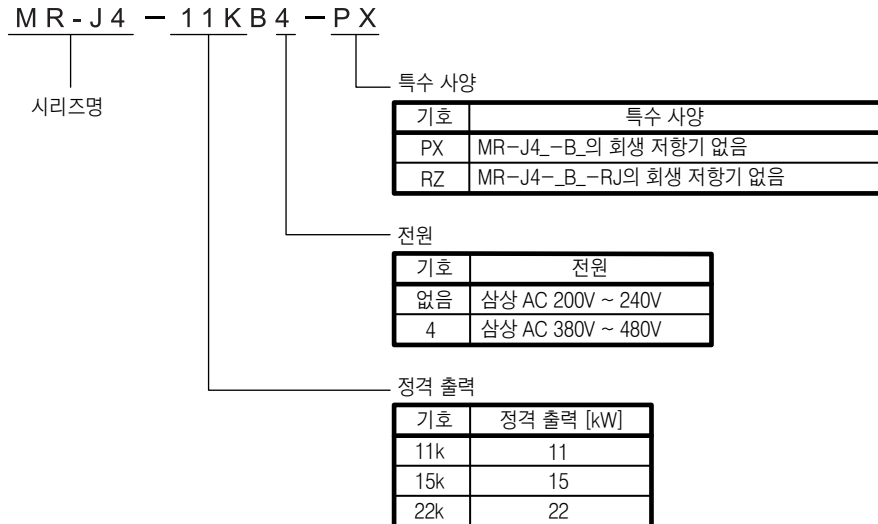 MR-J4-11KB4-PX
시리즈명
특수 사양
기호 특수 사양
PX MR-J4_-B_의 회생 저항기 없음
RZ MR-J4-_B_-RJ의 회생 저항기 없음
전원
기호 전원
없음 삼상 AC 200V ~ 240V
4 삼상 AC 380V ~ 480V
정격 출력
기호 정격 출력 [kW]
11k 11
15k 15
22k 22